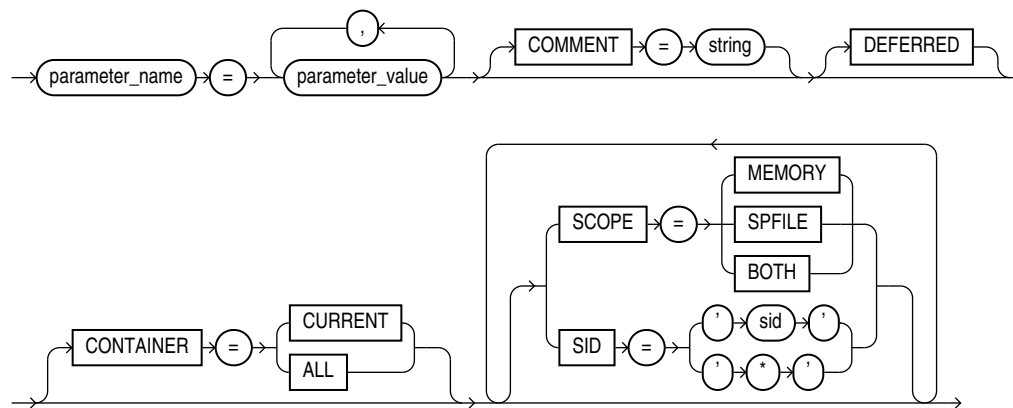 ,
COMMENT = string
DEFERRED
parameter_name = parameter_value
MEMORY
SCOPE = SPFILE
BOTH
CURRENT
CONTAINER =
ALL
' sid '
SID =
' * '